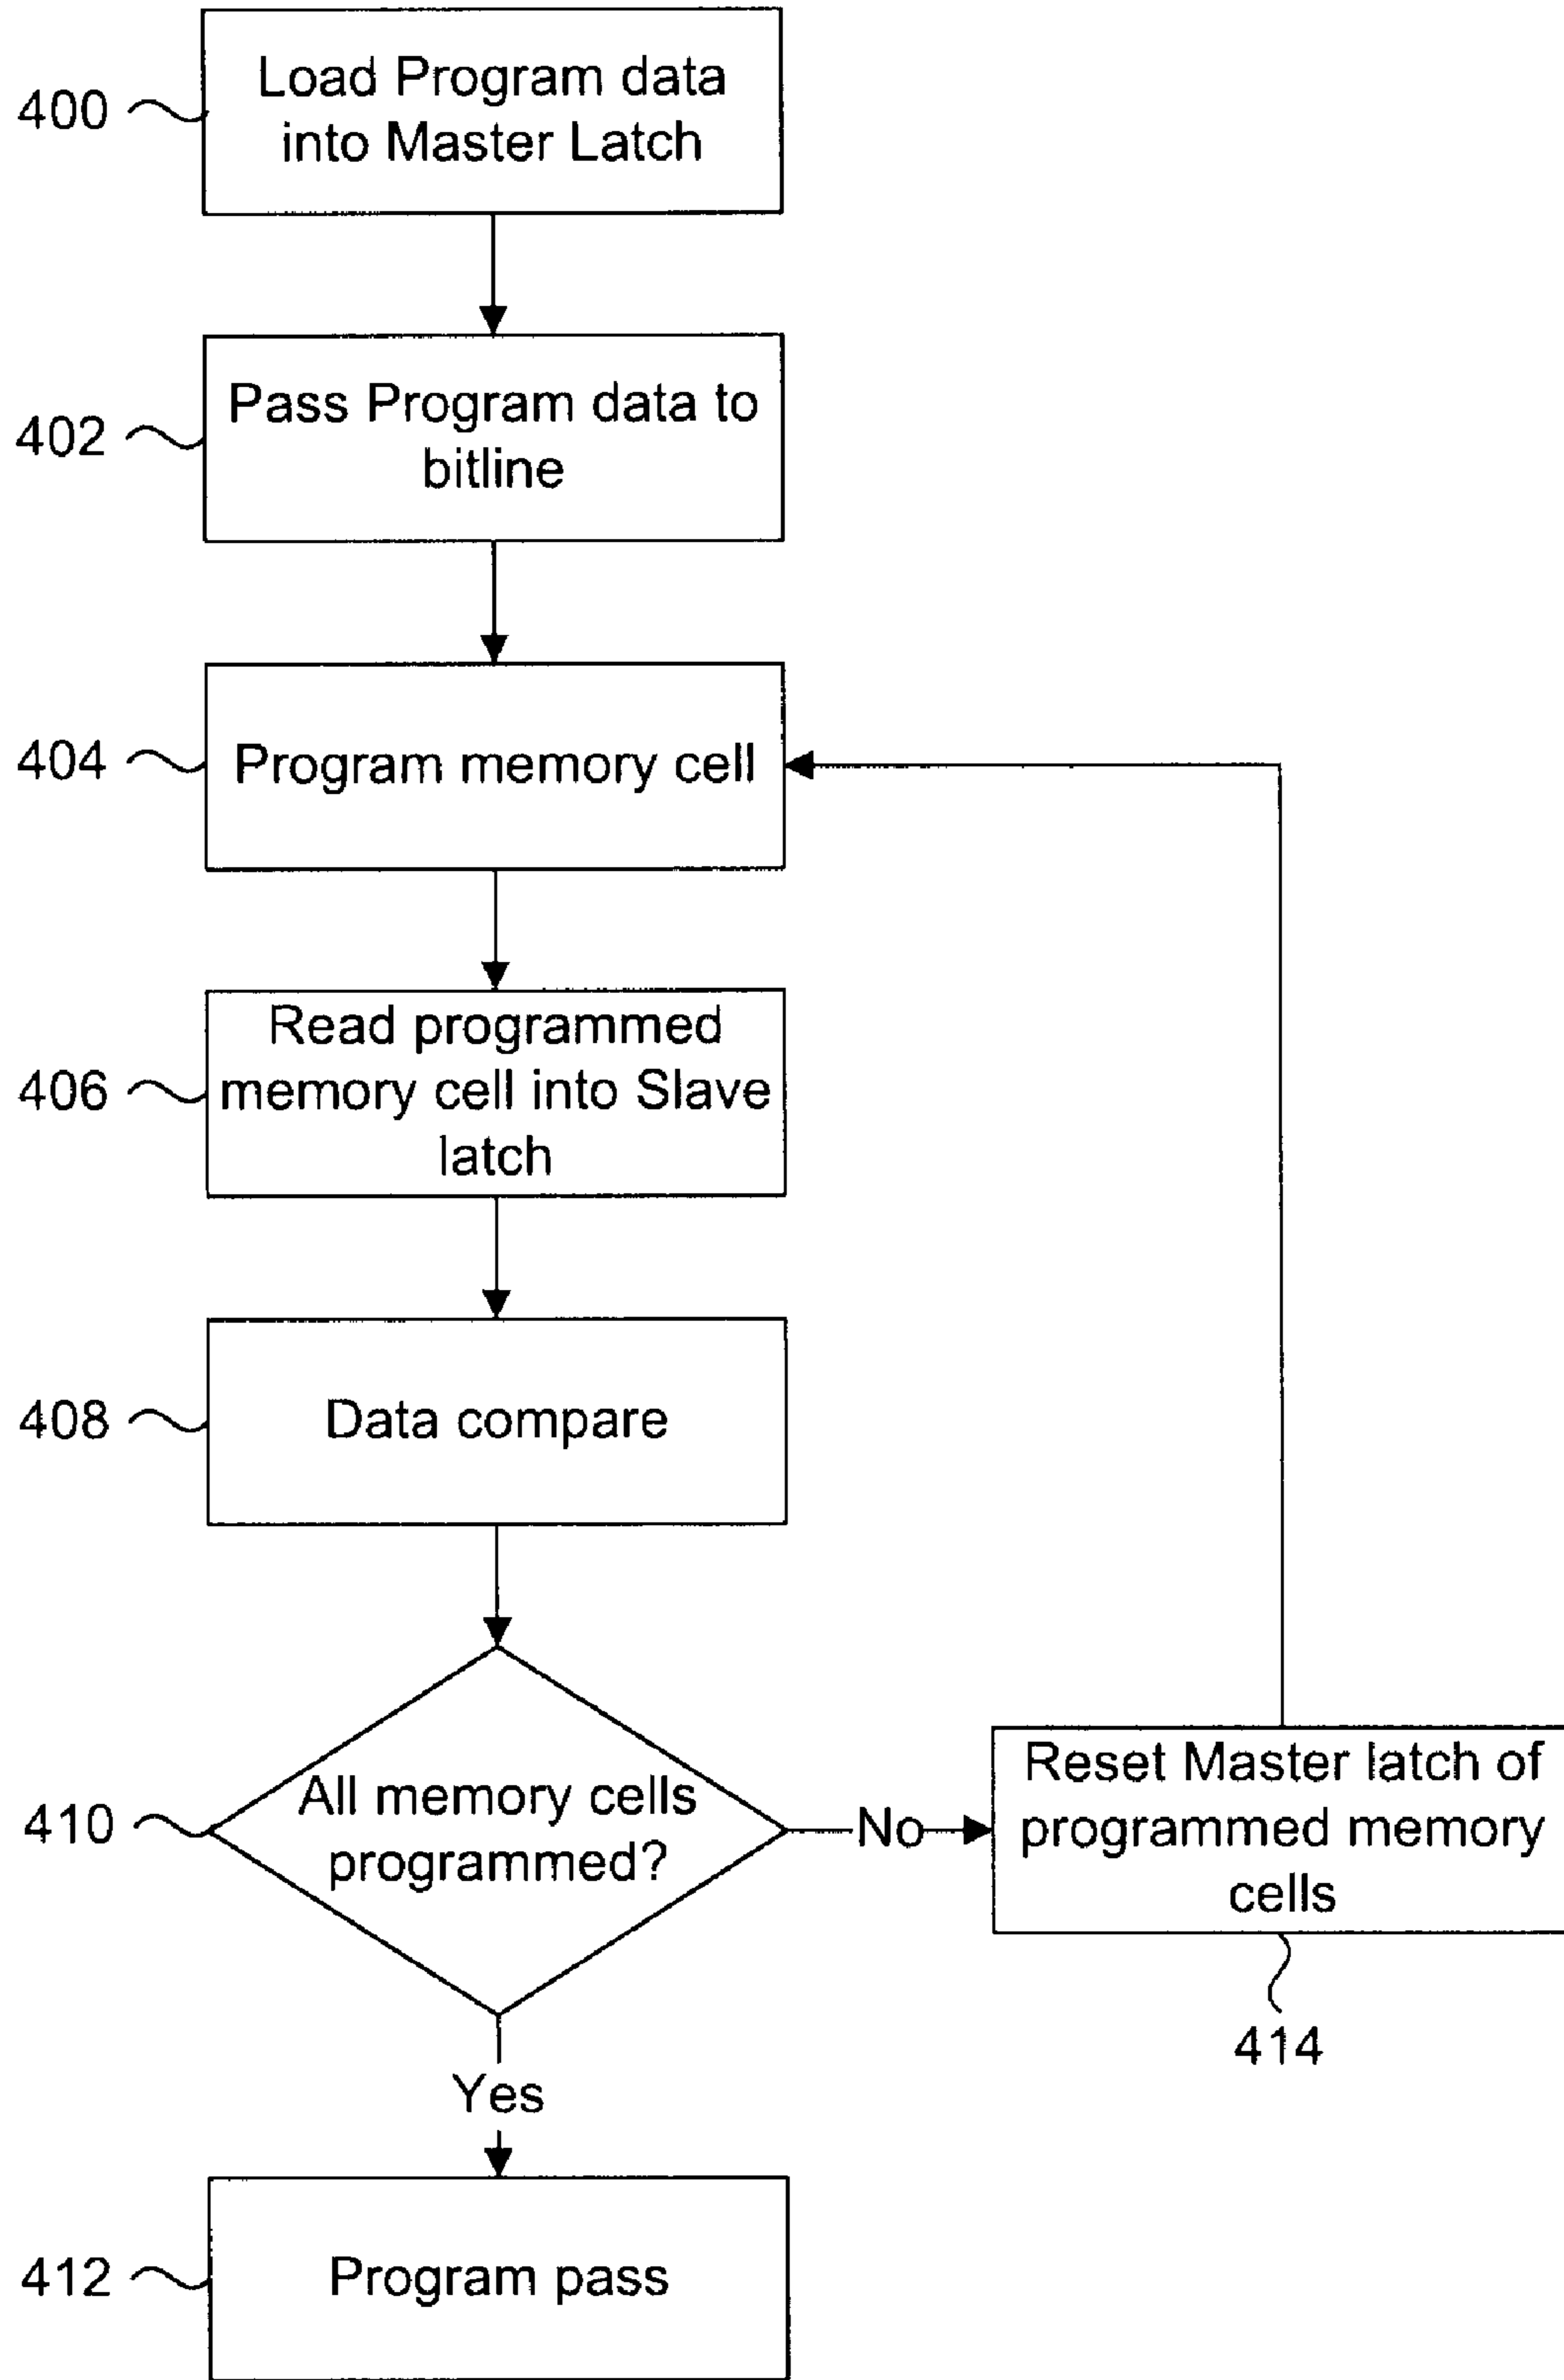 400
Load Program data
into Master Latch
402
Pass Program data to
bitline
404
Program memory cell
406
Read programmed
memory cell into Slave
latch
408
Data compare
410
All memory cells
programmed?
No
Reset Master latch of
programmed memory
cells
414
Yes
412
Program pass